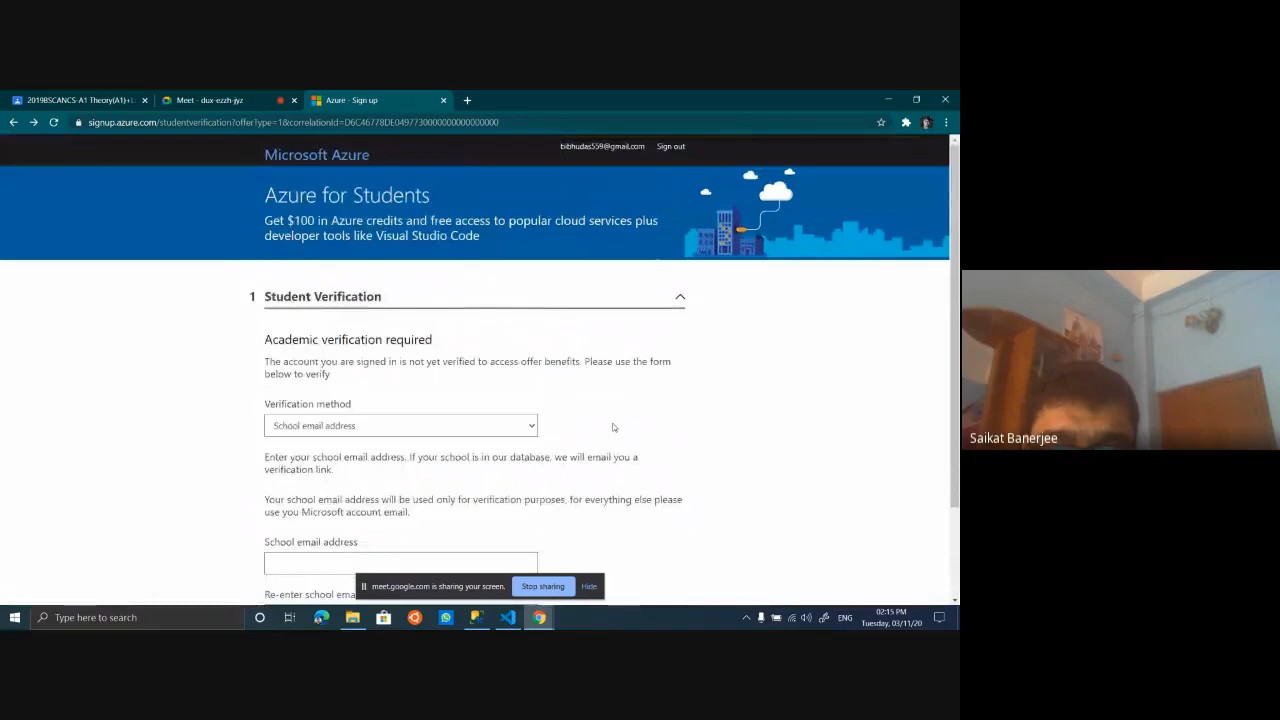 2019BSCANCS-A1 Theory(A1)+L
Meet - dux-ezzh-jyz
Azure - Sign up
signup.azure.com/studentverification?offerType=1&correlationId=D6C46778DE049773000000000000000
Microsoft Azure
bibhudas559@gmail.com Sign out
Azure for Students
Get $100 in Azure credits and free access to popular cloud services plus
developer tools like Visual Studio Code
1 Student Verification
Academic verification required
The account you are signed in is not yet verified to access offer benefits. Please use the form
below to verify
Verification method
School email address
Enter your school email address. If your school is in our database, we will email you a
verification link.
Your school email address will be used only for verification purposes, for everything else please
use you Microsoft account email.
School email address
meet.google.com is sharing your screen. Stop sharing Hide
Re-enter school ema
Type here to search
ENG
02:15 PM
Tuesday, 03/11/20
Saikat Banerjee